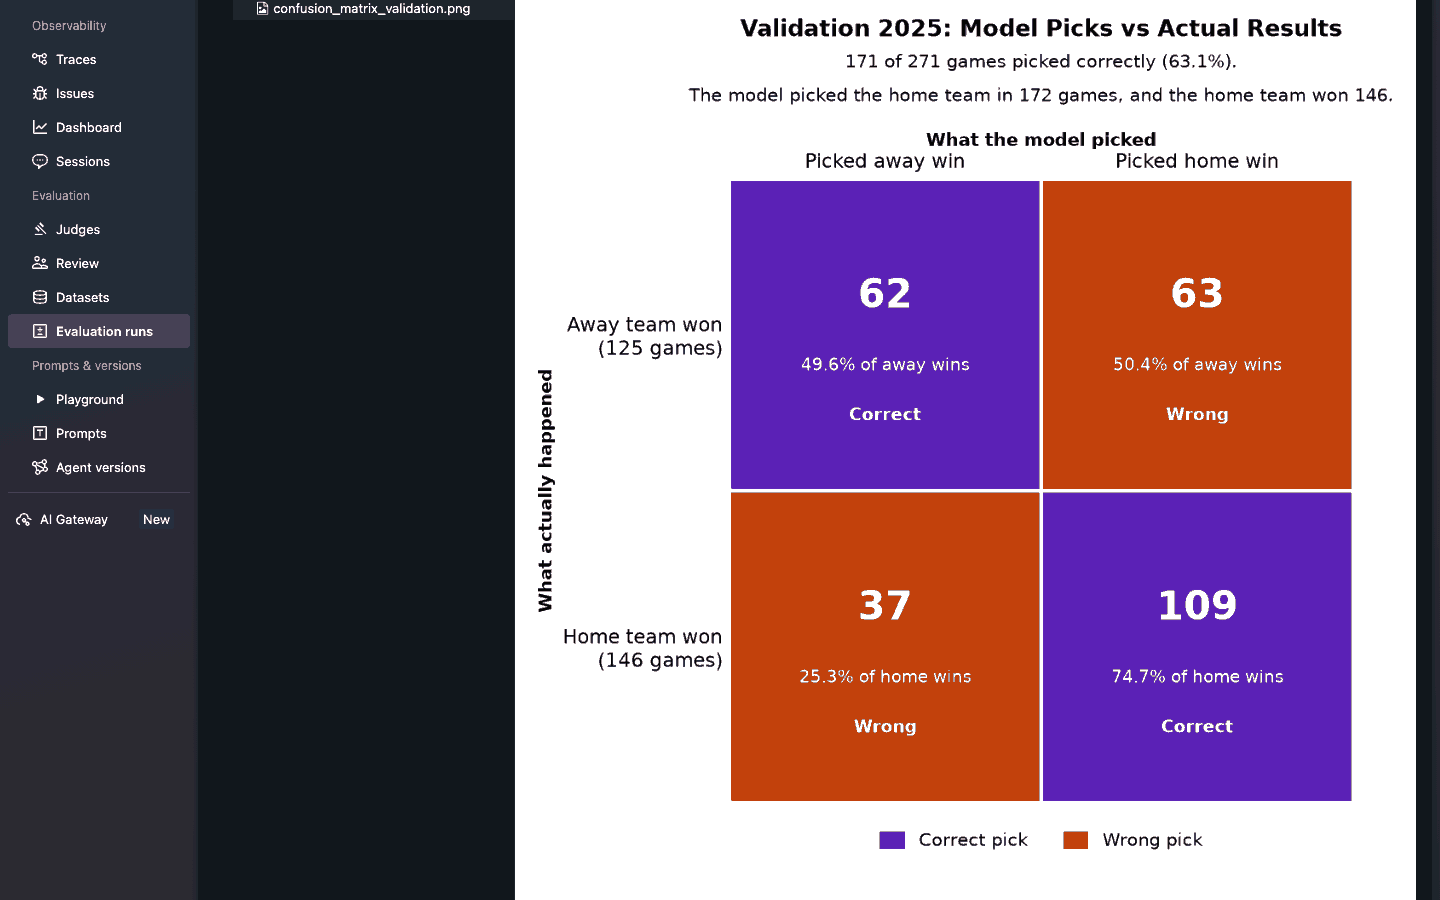 Observability
Traces
Issues
Dashboard
Sessions
Evaluation
Judges
Review
Datasets
Evaluation runs
Prompts & versions
Playground
Prompts
Agent versions
AI Gateway New
confusion_matrix_validation.png
Validation 2025: Model Picks vs Actual Results
171 of 271 games picked correctly (63.1%).
The model picked the home team in 172 games, and the home team won 146.
What the model picked
Picked away win Picked home win
What actually happened
Away team won
(125 games)
62
49.6% of away wins
Correct
63
50.4% of away wins
Wrong
Home team won
(146 games)
37
25.3% of home wins
Wrong
109
74.7% of home wins
Correct
Correct pick Wrong pick